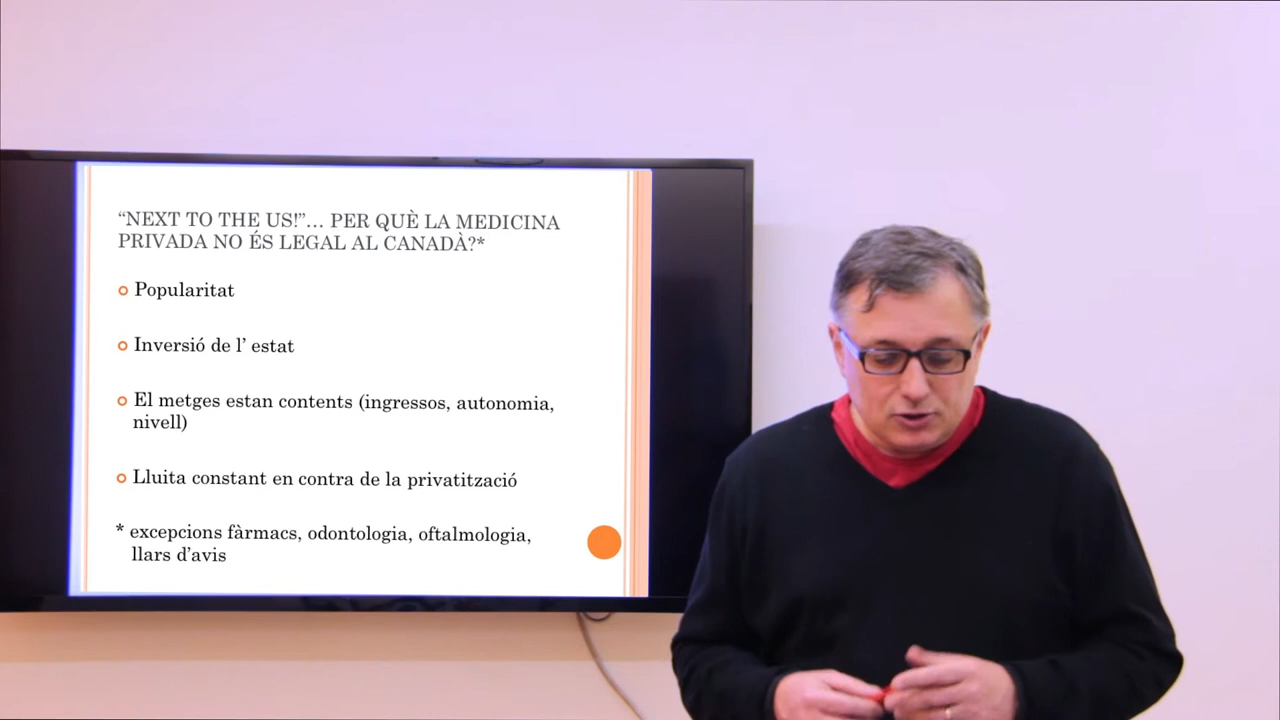 “NEXT TO THE US!”... PER QUÈ LA MEDICINA
PRIVADA NO ÉS LEGAL AL CANADÀ?*
Popularitat
Inversió de l’ estat
El metges estan contents (ingressos, autonomia,
nivell)
Lluita constant en contra de la privatització
* excepcions fàrmacs, odontologia, oftalmologia,
llars d’avis